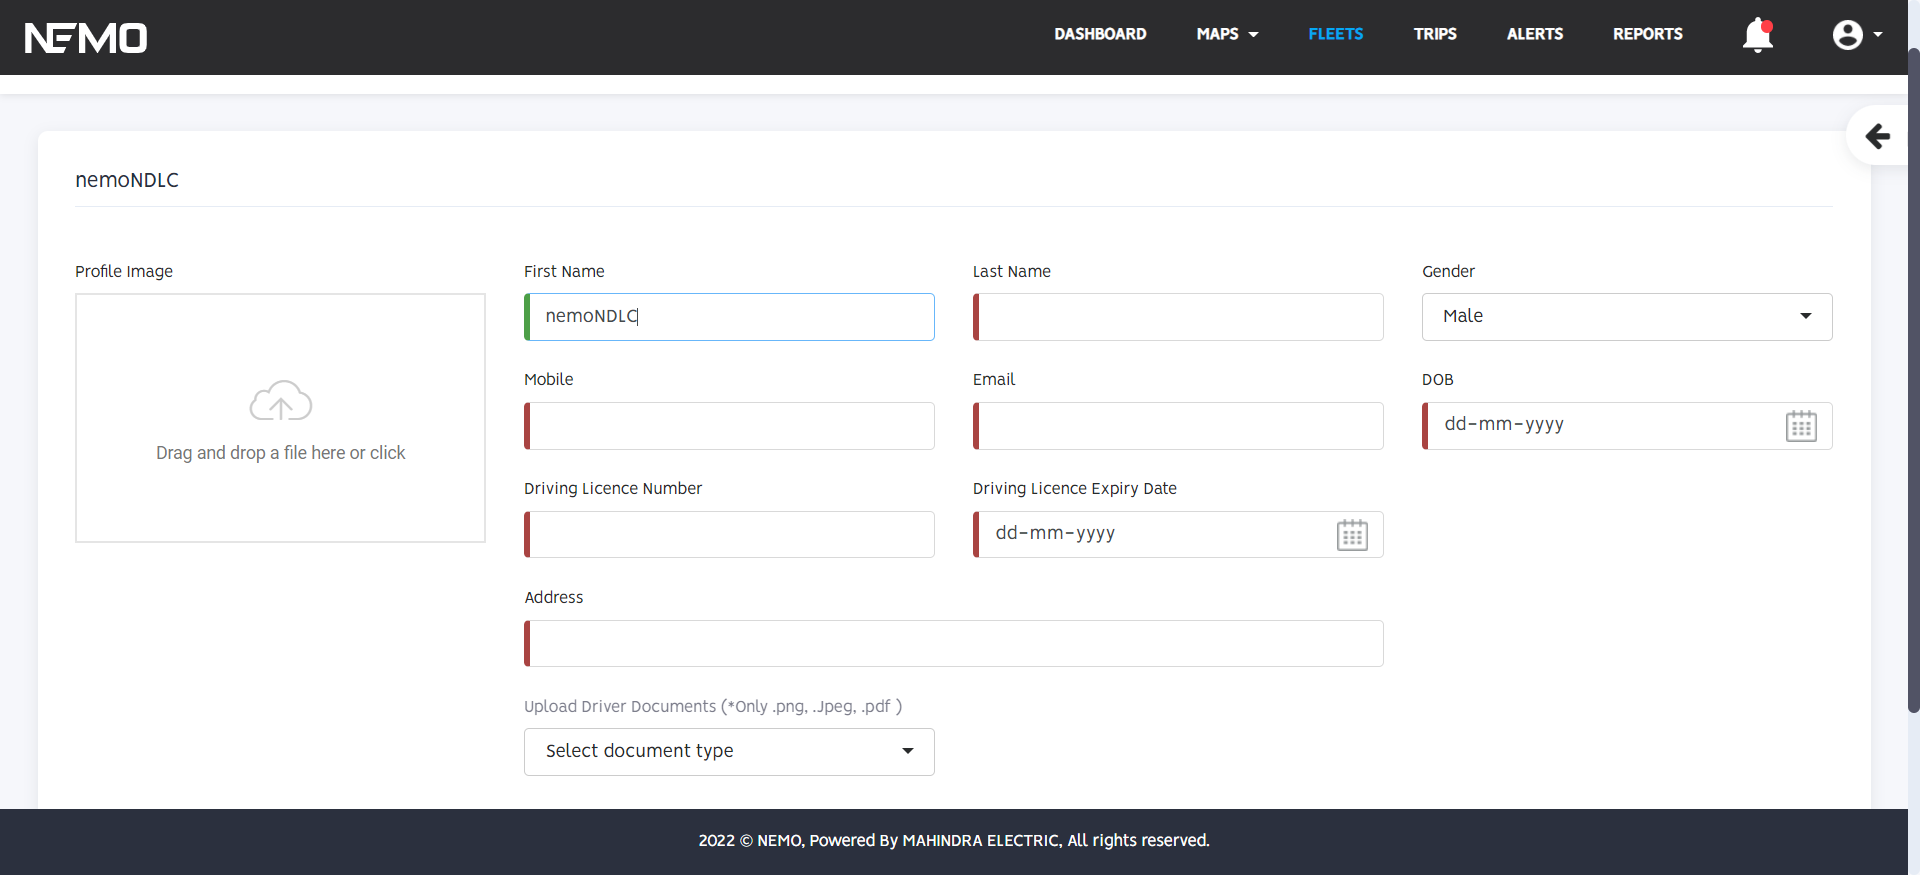 NEMO
DASHBOARD MAPS FLEETS TRIPS ALERTS REPORTS
nemoNDLC
Profile Image
Drag and drop a file here or click
First Name
nemoNDLC
Last Name
Gender
Male
Mobile
Email
DOB
dd-mm-yyyy
Driving Licence Number
Driving Licence Expiry Date
dd-mm-yyyy
Address
Upload Driver Documents (*Only .png, .Jpeg, .pdf )
Select document type
2022 © NEMO, Powered By MAHINDRA ELECTRIC, All rights reserved.